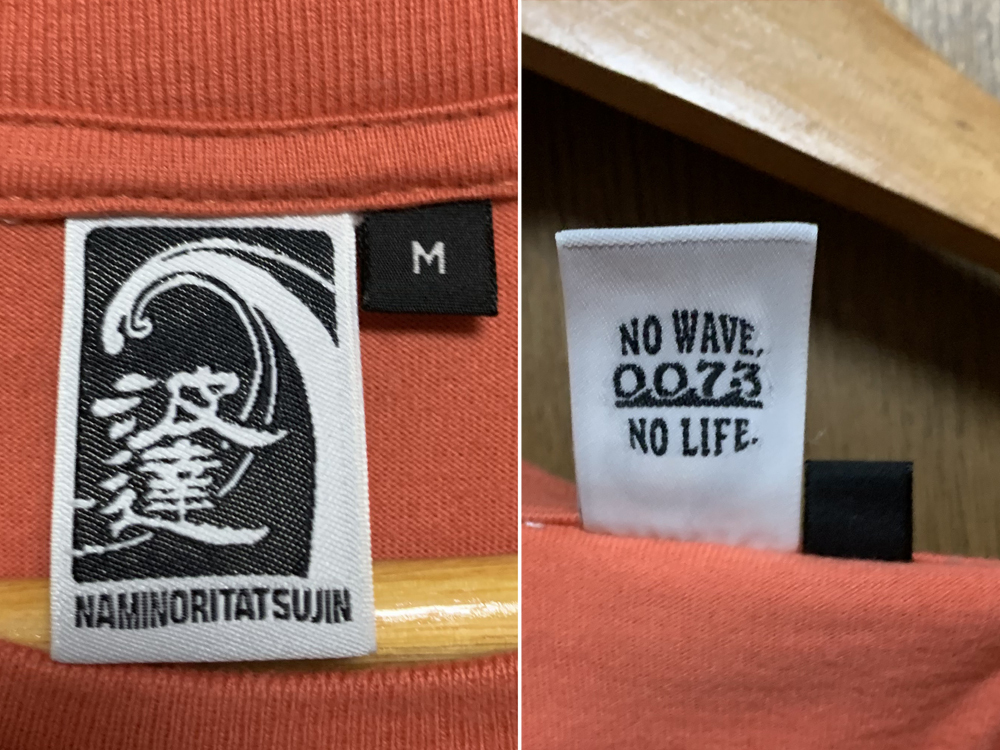 M
波
達
NAMINORITATSUJIN
NO WAVE,
0073
NO LIFE.